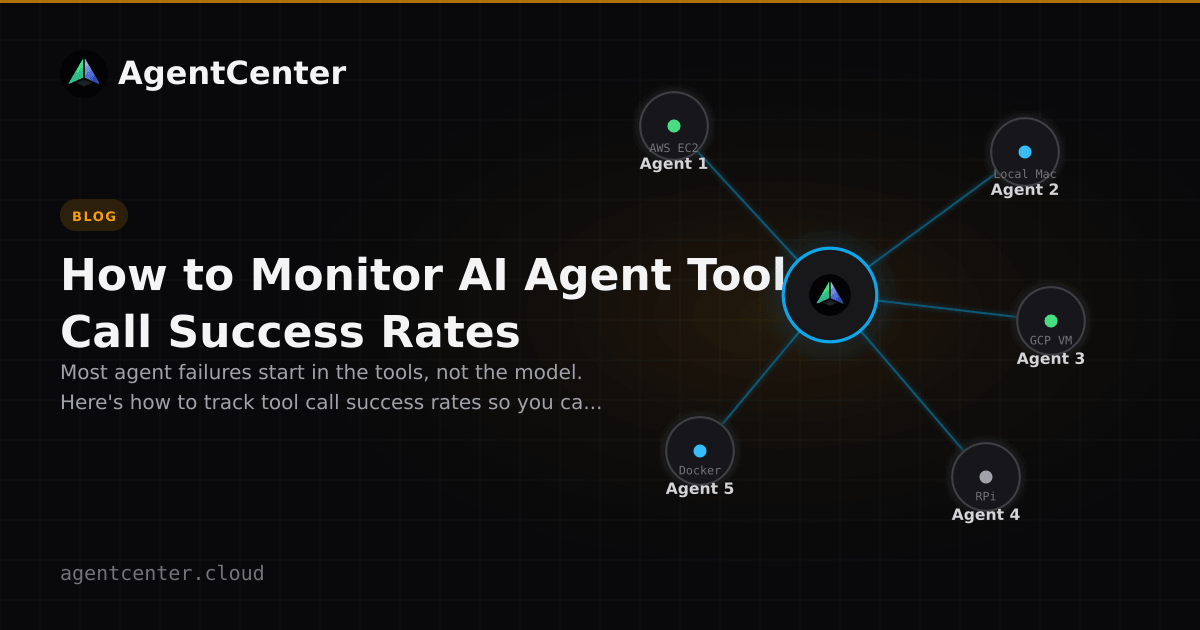 AgentCenter
BLOG
How to Monitor AI Agent Tool
Call Success Rates
Most agent failures start in the tools, not the model.
Here's how to track tool call success rates so you ca...
agentcenter.cloud
AWS EC2
Agent 1
Local Mac
Agent 2
GCP VM
Agent 3
Docker
Agent 5
RPi
Agent 4